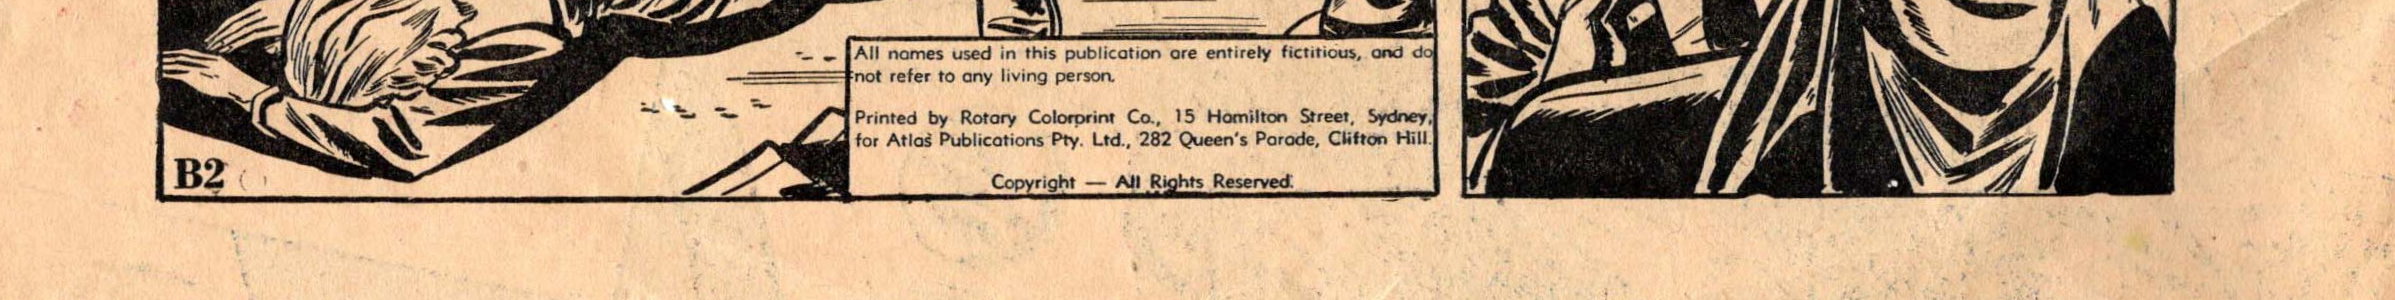 All names used in this publication are entirely fictitious, and do
not refer to any living person.
Printed by Rotary Colorprint Co., 15 Hamilton Street, Sydney,
for Atlas Publications Pty. Ltd., 282 Queen's Parade, Clifton Hill.
Copyright — All Rights Reserved.
B2